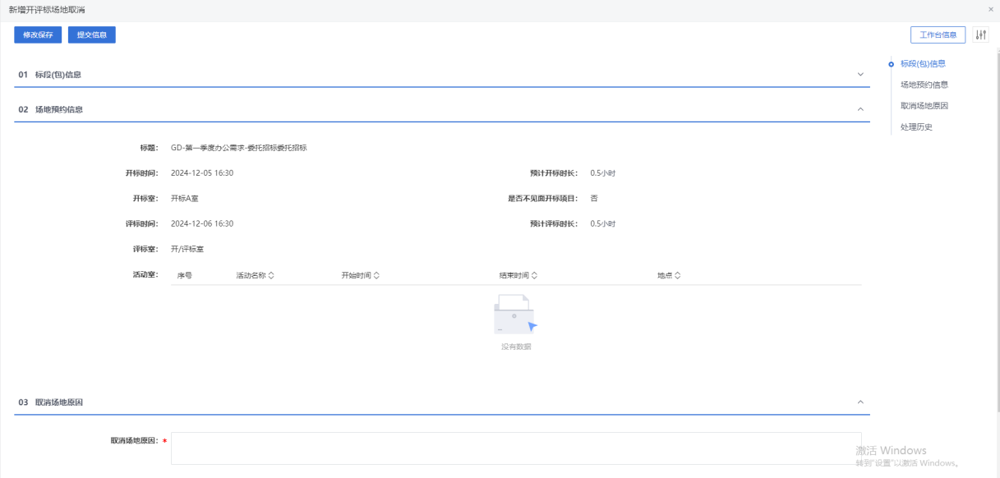 新增开评标场地取消
×
修改保存 提交信息 工作台信息
01 标段(包)信息
标段(包)信息
场地预约信息
取消场地原因
处理历史
02 场地预约信息
标题： GD-第一季度办公需求-委托招标委托招标
开标时间： 2024-12-05 16:30 预计开标时长： 0.5小时
开标室： 开标A室 是否不见面开标项目： 否
评标时间： 2024-12-06 16:30 预计评标时长： 0.5小时
评标室： 开/评标室
活动室： 序号 活动名称 开始时间 结束时间 地点
没有数据
03 取消场地原因
取消场地原因： *
激活 Windows
转到"设置"以激活 Windows。